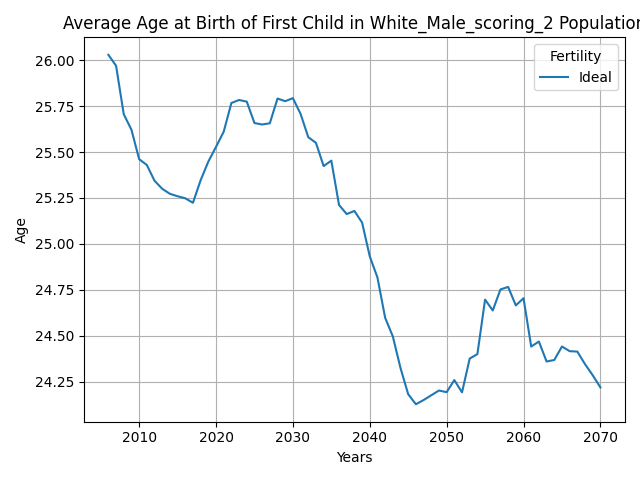 Average Age at Birth of First Child in White_Male_scoring_2 Population
Fertility
Ideal
26.00
25.75
25.50
25.25
25.00
24.75
24.50
24.25
Age
2010 2020 2030 2040 2050 2060 2070
Years